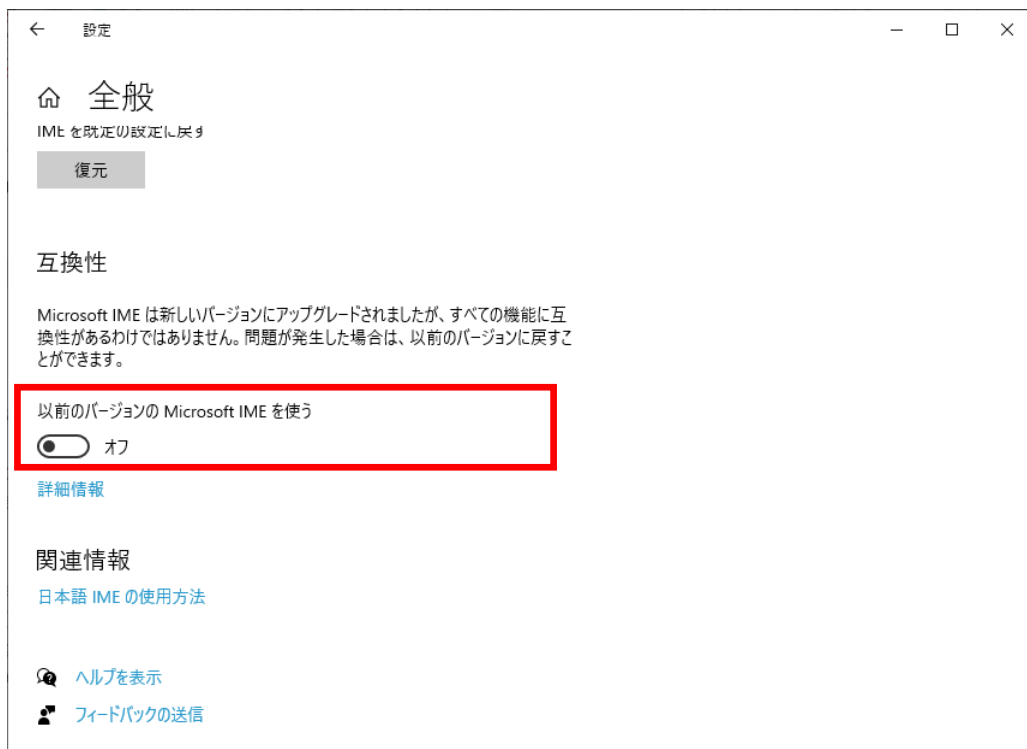 設定
全般
IME を既定の設定に戻す
復元
互換性
Microsoft IME は新しいバージョンにアップグレードされましたが、すべての機能に互
換性があるわけではありません。問題が発生した場合は、以前のバージョンに戻すこ
とができます。
以前のバージョンの Microsoft IME を使う
オフ
詳細情報
関連情報
日本語 IME の使用方法
ヘルプを表示
フィードバックの送信